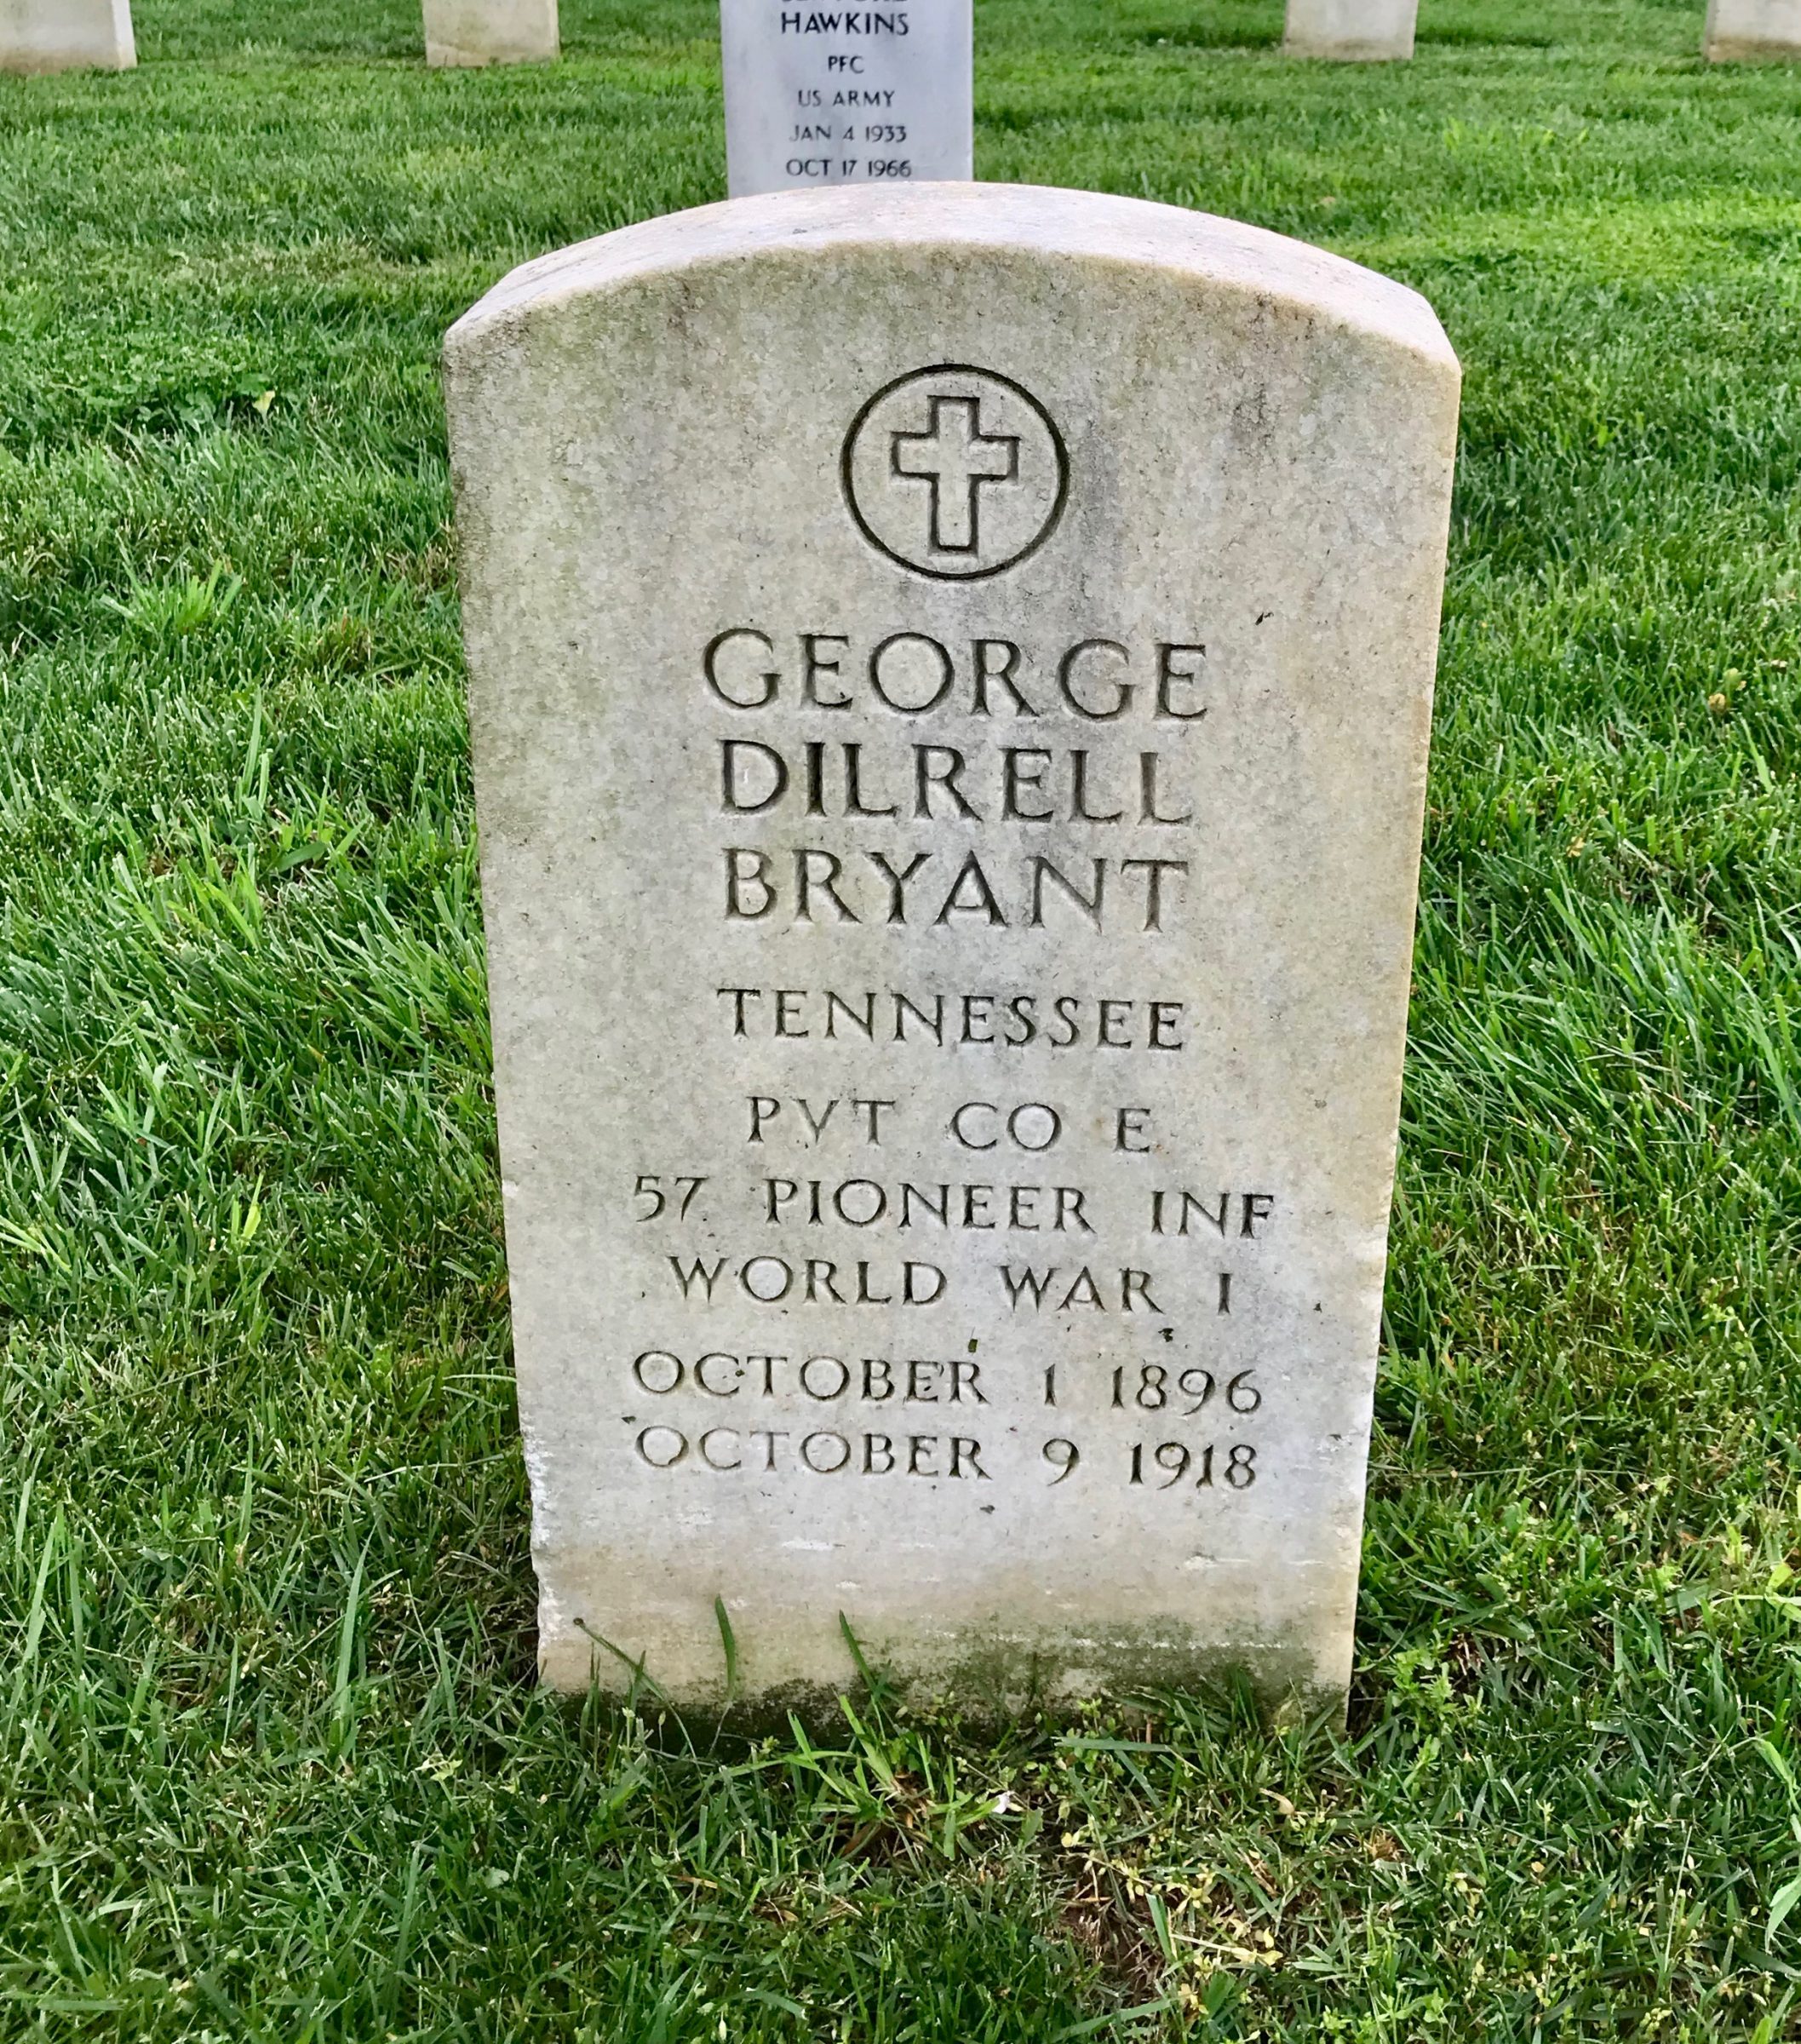 HAWKINS
PFC
US ARMY
JAN 4 1933
OCT 17 1966
GEORGE
DILRELL
BRYANT
TENNESSEE
PVT CO E
57 PIONEER INF
WORLD WAR I
OCTOBER 1 1896
OCTOBER 9 1918